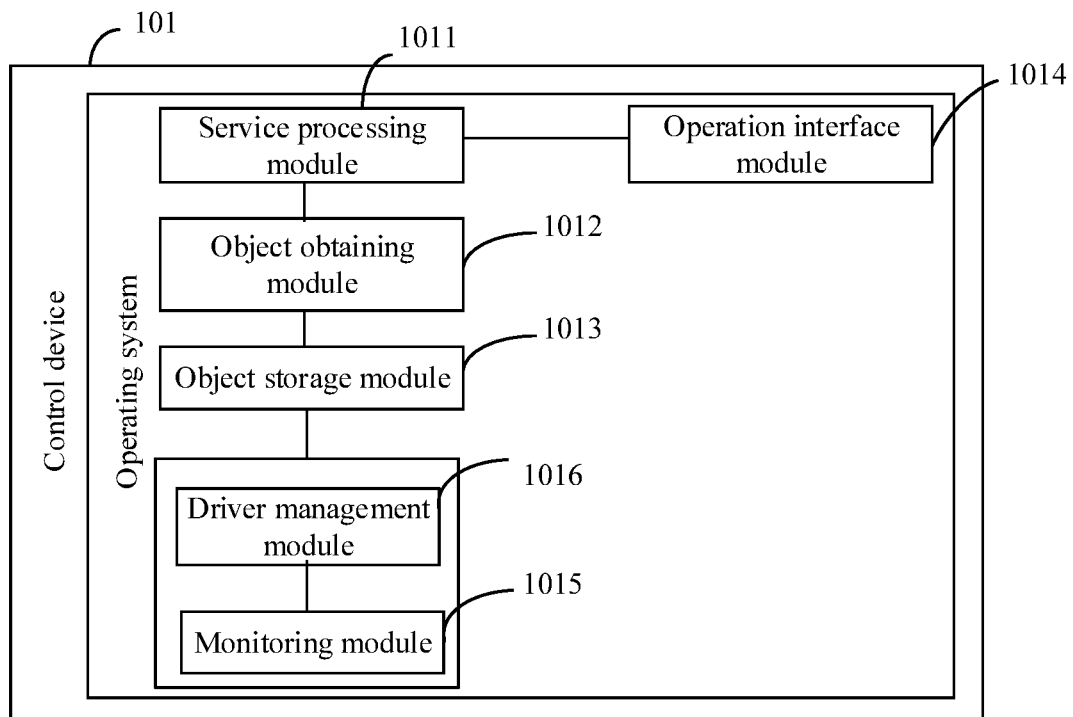 101
1011
1014
Service processing
module
Operation interface
module
1012
Object obtaining
module
1013
Object storage module
Control device
Operating system
1016
Driver management
module
1015
Monitoring module